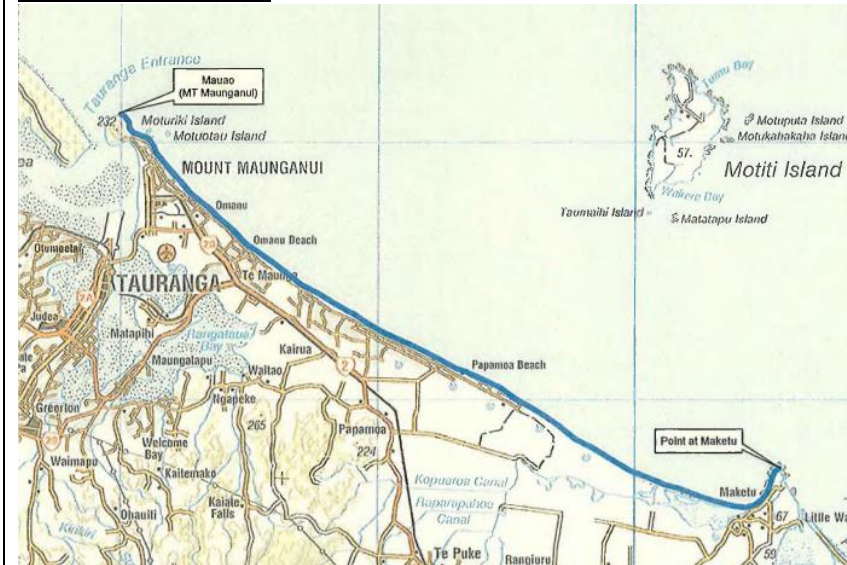 Tauranga Entrance
Mauao
(MT Maunganui)
232
Moturiki Island
Motuotau Island
MOUNT MAUNGANUI
Omanu
Omanu Beach
29
Te Maunga
Otumoetai
TAURANGA
2A
Judea
Matapihi
Rangataua
Bay
Maungatapu
Kairua
Waitao
2
Ngapeke
Greerton
265
Papamoa
224
Papamoa Beach
29
Welcome
Bay
Waimapu
Kaitemako
Kaiate
Falls
Ohauiti
Kopuaroa Canal
Raparapahoe
Canal
Te Puke
Rangiuru
Tumu Bay
Motuputa Island
Motukahakaha Island
57.
Motiti Island
Wairere Bay
Taumaihi Island
Matatapu Island
Point at Maketu
Maketu
67
Little Wa
59